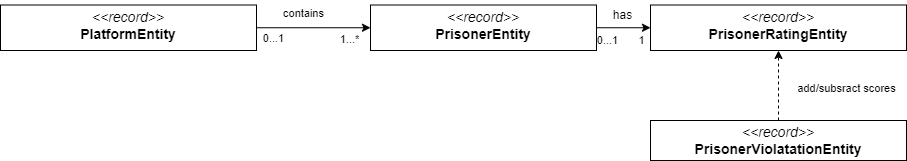 <<record>>
PlatformEntity
contains
0...1
1...*
<<record>>
PrisonerEntity
has
0...1
1
<<record>>
PrisonerRatingEntity
add/subsract scores
<<record>>
PrisonerViolatationEntity